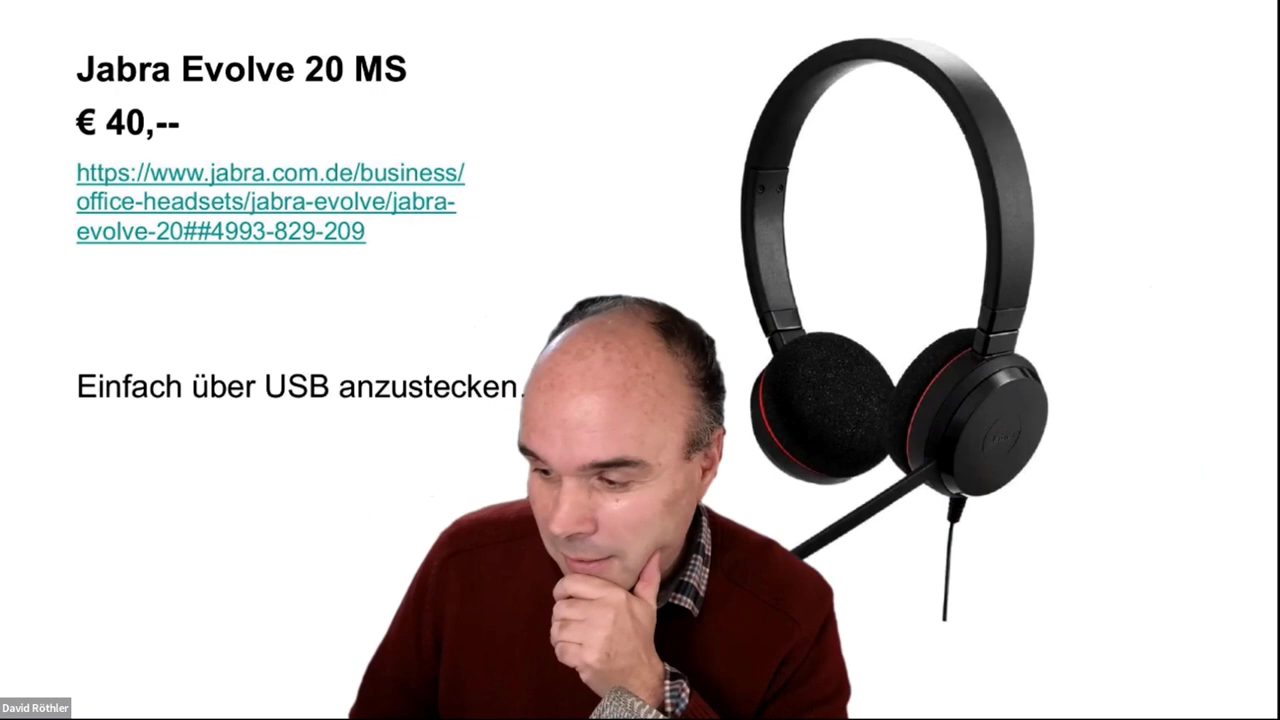 Jabra Evolve 20 MS
€ 40,--
https://www.jabra.com.de/business/
office-headsets/jabra-evolve/jabra-
evolve-20##4993-829-209
Einfach über USB anzustecken.
David Röthler